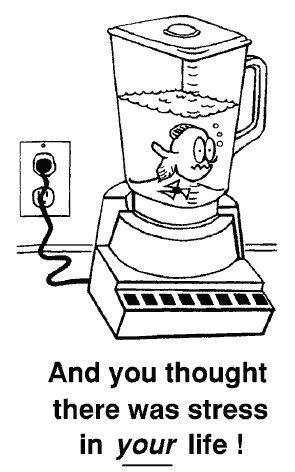 And you thought
there was stress
in your life !